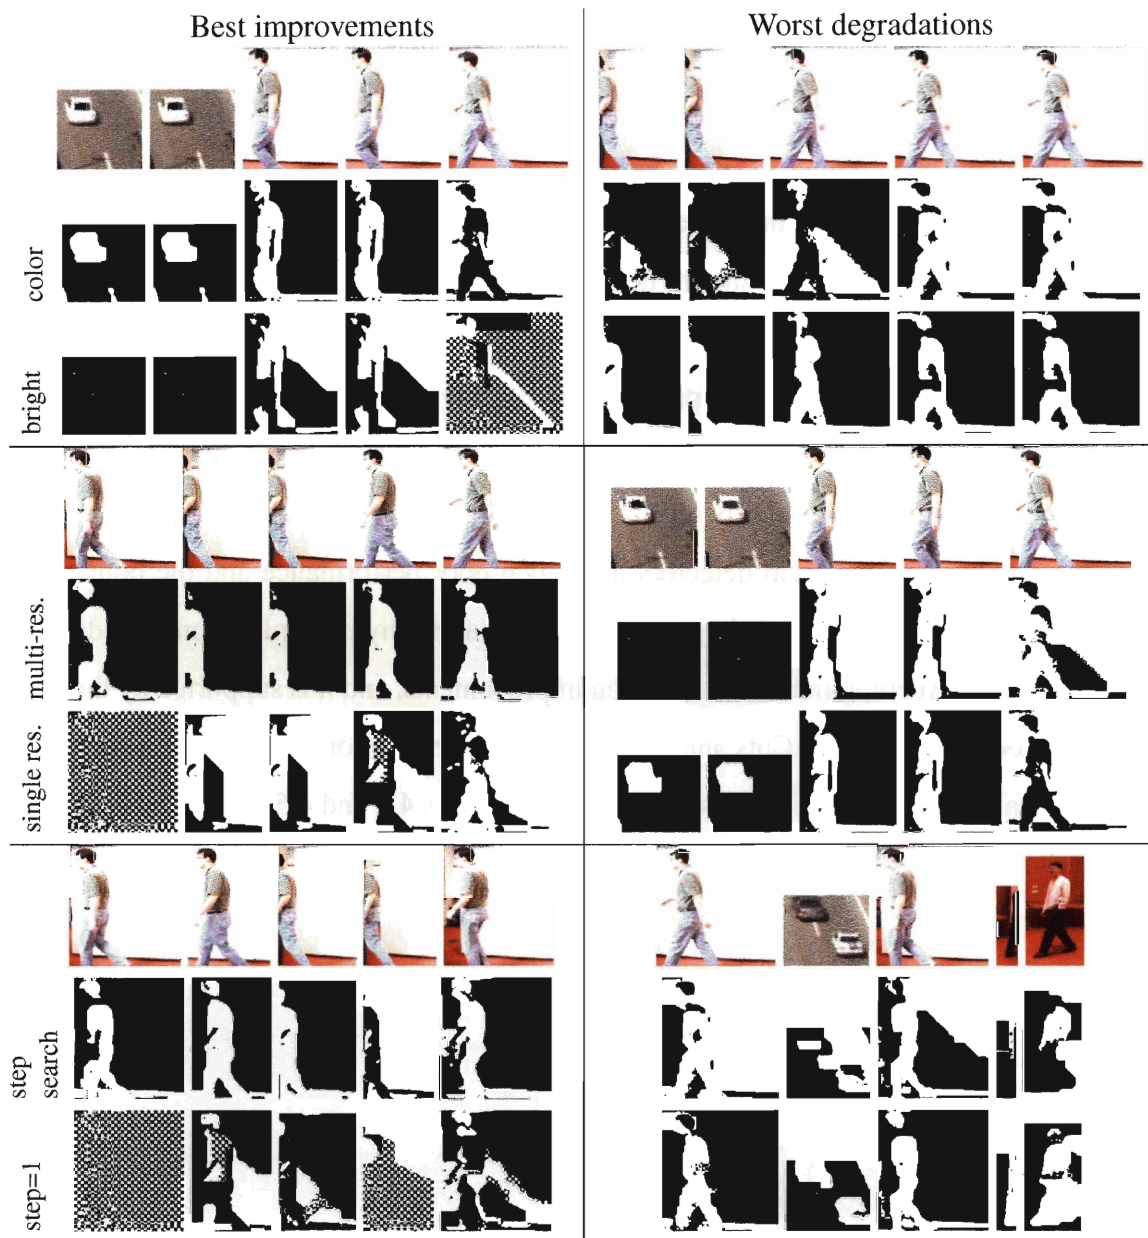 Best improvements
Worst degradations
color
bright
multi-res.
single res.
step
search
step=1